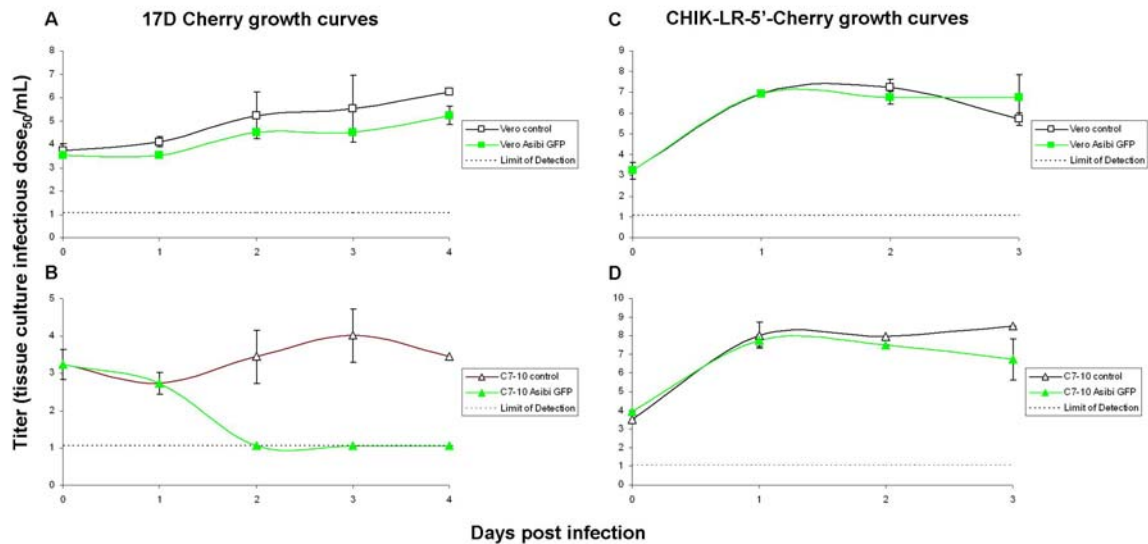 A
17D Cherry growth curves
C
CHIK-LR-5'-Cherry growth curves
Titer (tissue culture infectious dose50/mL)
8
7
6
5
4
3
2
1
0
0 1 2 3 4
Vero control
Vero Asibi GFP
Limit of Detection
9
8
7
6
5
4
3
2
1
0
0 1 2 3
Vero control
Vero Asibi GFP
Limit of Detection
B
5
4
3
2
1
0
0 1 2 3 4
C7-10 control
C7-10 Asibi GFP
Limit of Detection
D
10
9
8
7
6
5
4
3
2
1
0
0 1 2 3
C7-10 control
C7-10 Asibi GFP
Limit of Detection
Days post infection